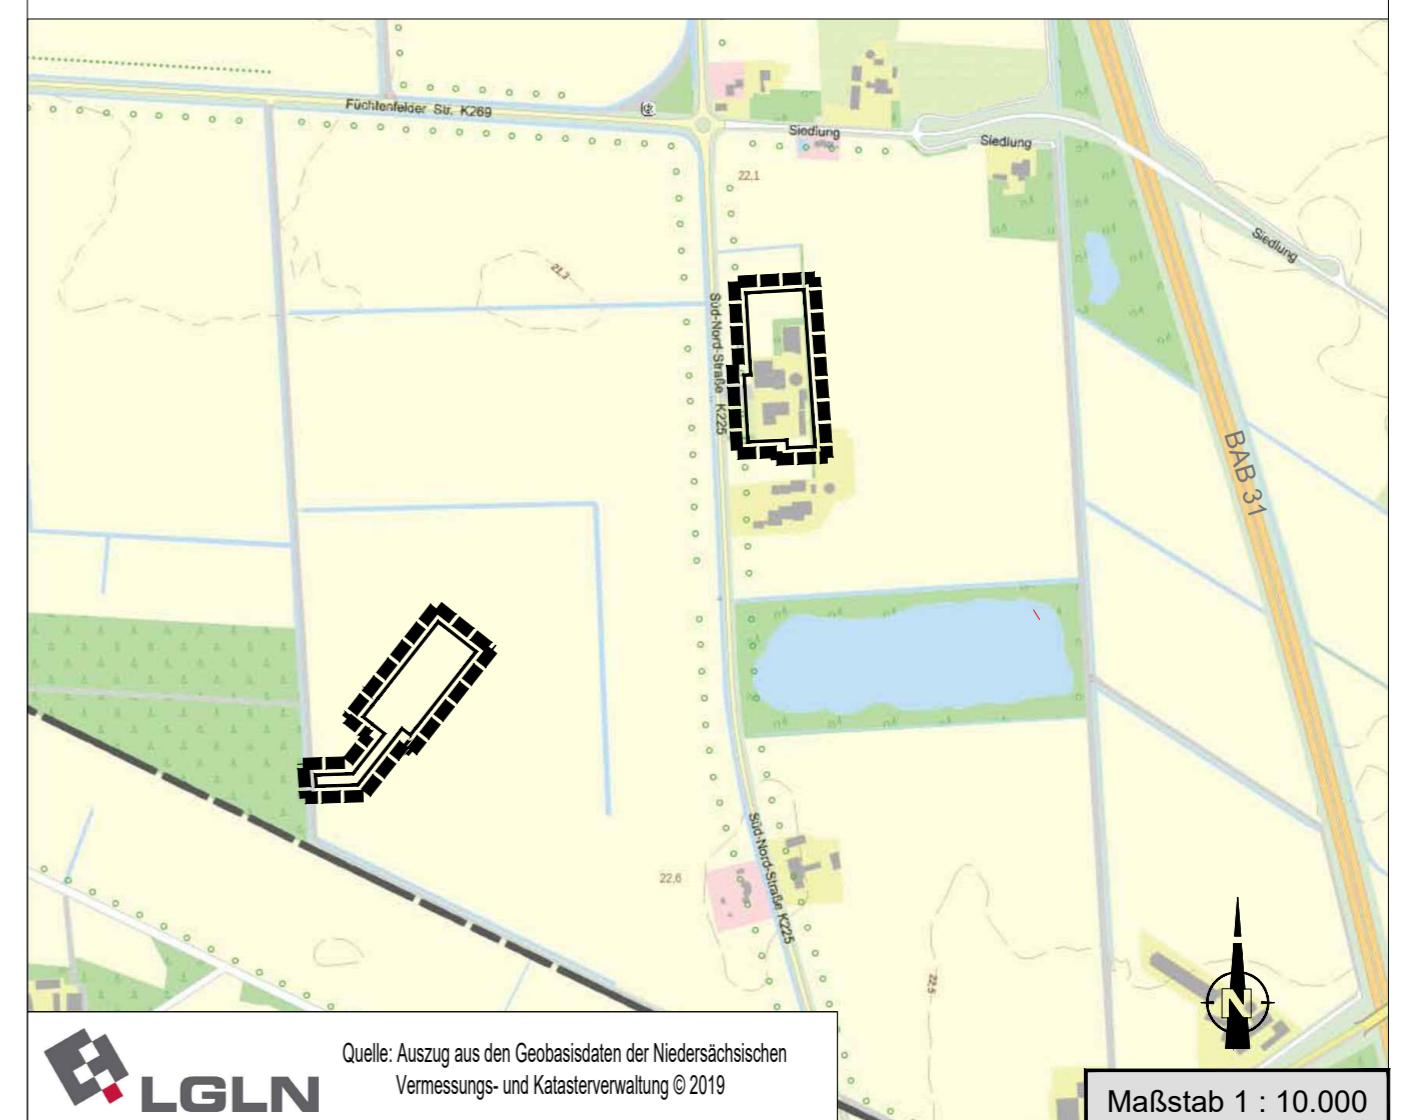 Füchtenfelder Str. K269
Siedlung
Siedlung
22,1
Siedlung
21,3
Süd-Nord-Straße K225
BAB 31
Süd-Nord-Straße K225
22,6
22,5
N
LGLN
Quelle: Auszug aus den Geobasisdaten der Niedersächsischen
Vermessungs- und Katasterverwaltung © 2019
Maßstab 1 : 10.000